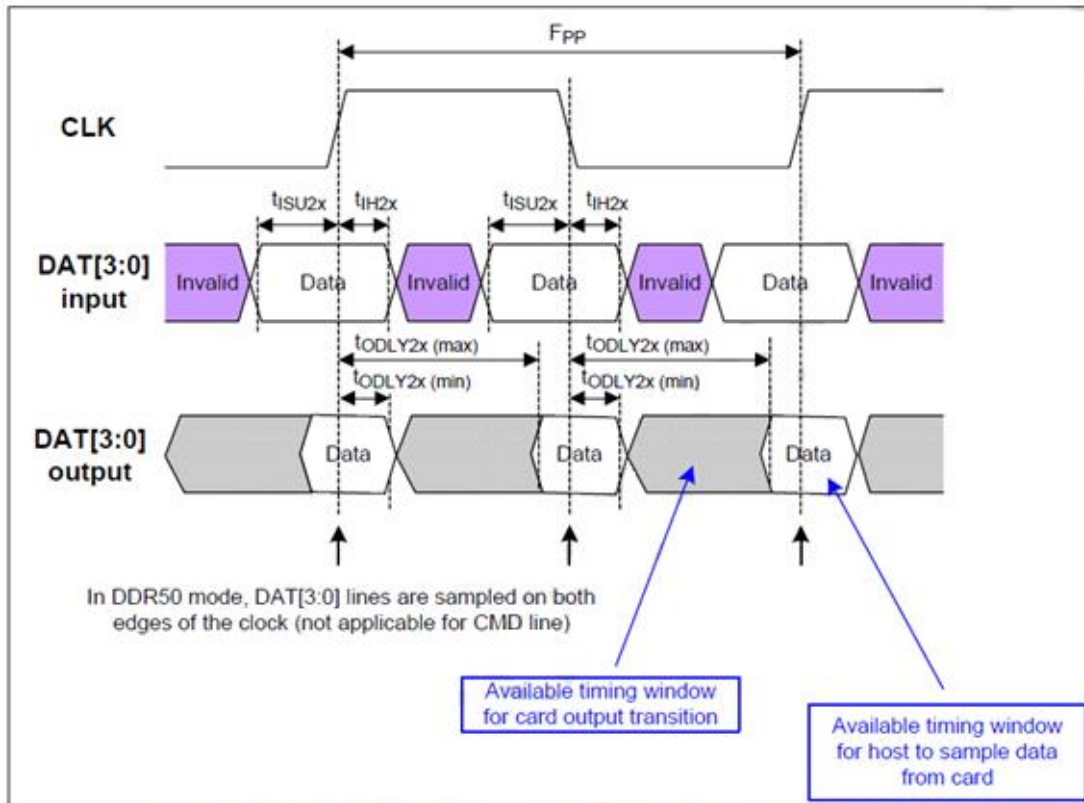 FPP
CLK
tISU2x tIH2x tISU2x tIH2x
DAT[3:0]
input
Invalid Data Invalid Data Invalid Data Invalid
tODLY2x (max) tODLY2x (max)
tODLY2x (min) tODLY2x (min)
DAT[3:0]
output
Data Data Data
In DDR50 mode, DAT[3:0] lines are sampled on both
edges of the clock (not applicable for CMD line)
Available timing window
for card output transition
Available timing window
for host to sample data
from card